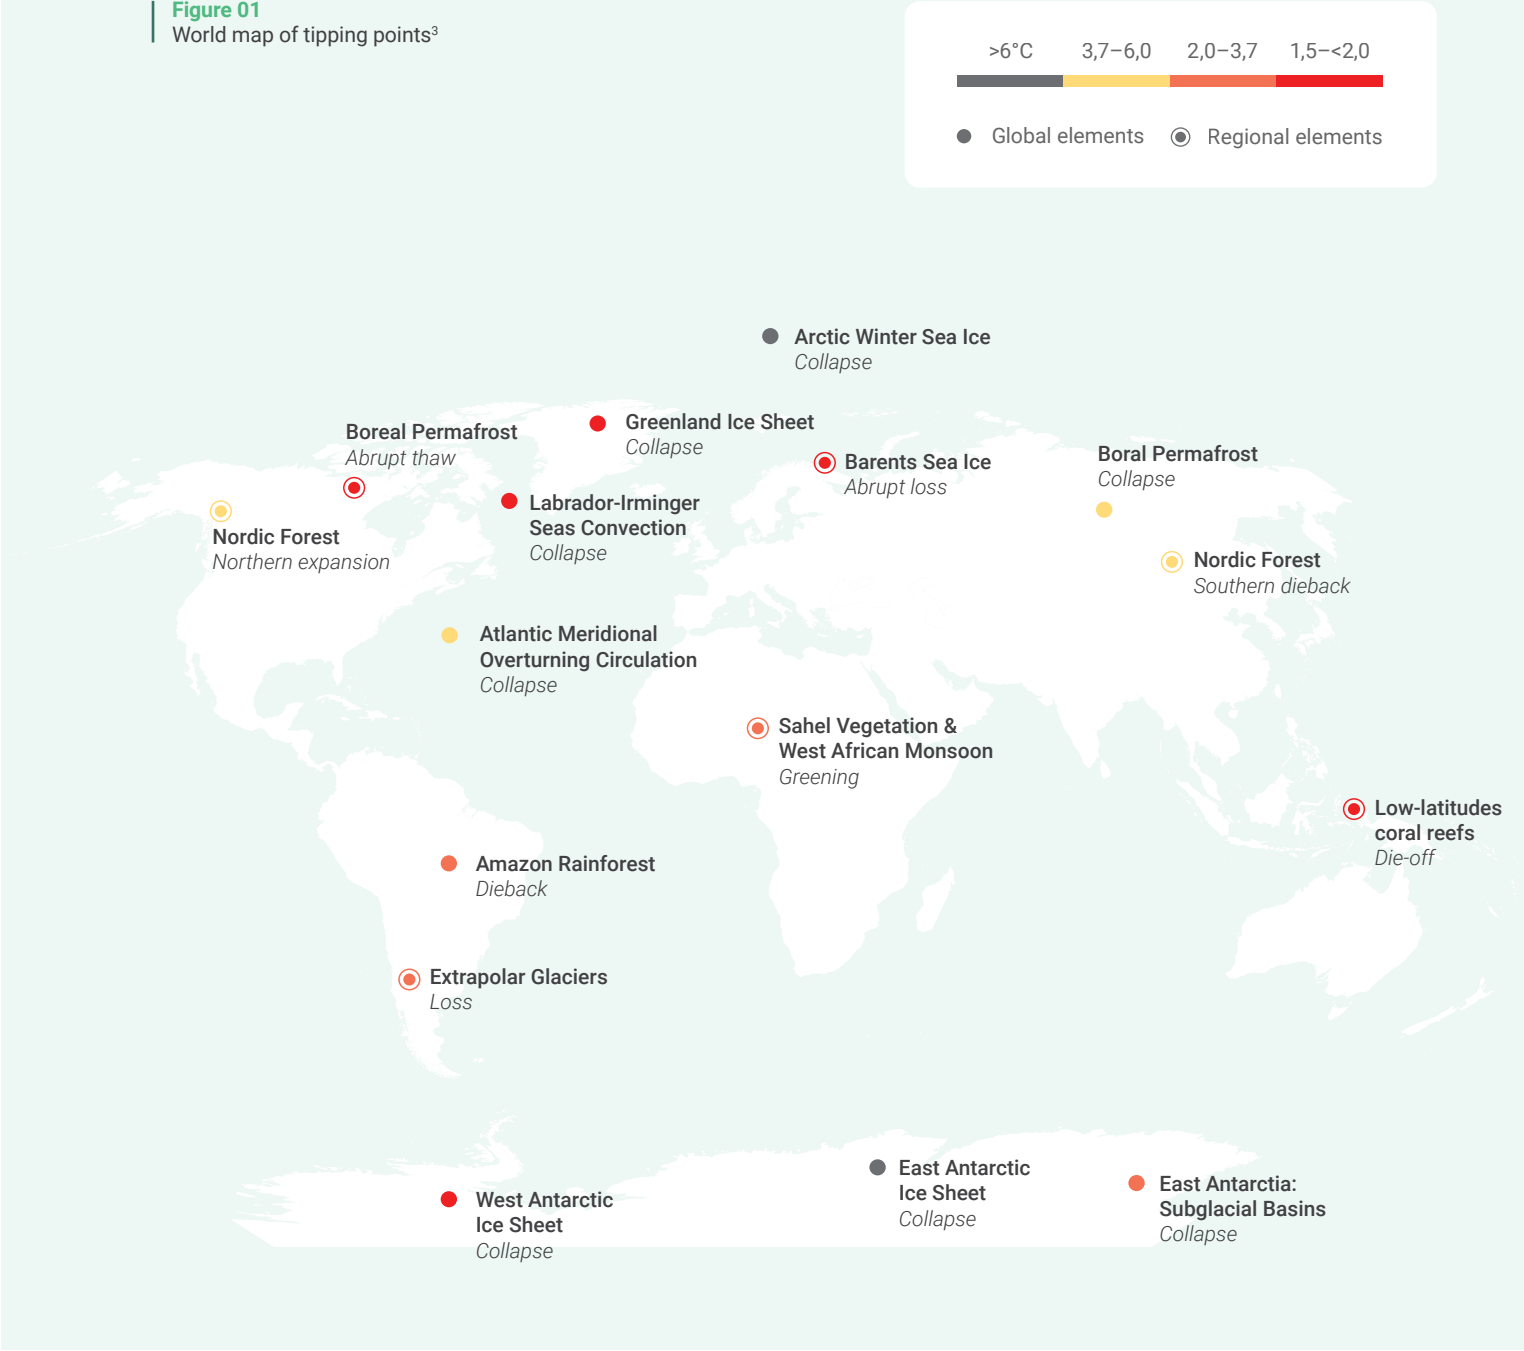 Figure 01
World map of tipping points³
>6°C 3,7–6,0 2,0–3,7 1,5–<2,0
Global elements Regional elements
Arctic Winter Sea Ice
Collapse
Greenland Ice Sheet
Collapse
Boreal Permafrost
Abrupt thaw
Barents Sea Ice
Abrupt loss
Boral Permafrost
Collapse
Labrador-Irminger
Seas Convection
Collapse
Nordic Forest
Northern expansion
Nordic Forest
Southern dieback
Atlantic Meridional
Overturning Circulation
Collapse
Sahel Vegetation &
West African Monsoon
Greening
Low-latitudes
coral reefs
Die-off
Amazon Rainforest
Dieback
Extrapolar Glaciers
Loss
East Antarctic
Ice Sheet
Collapse
East Antarctia:
Subglacial Basins
Collapse
West Antarctic
Ice Sheet
Collapse